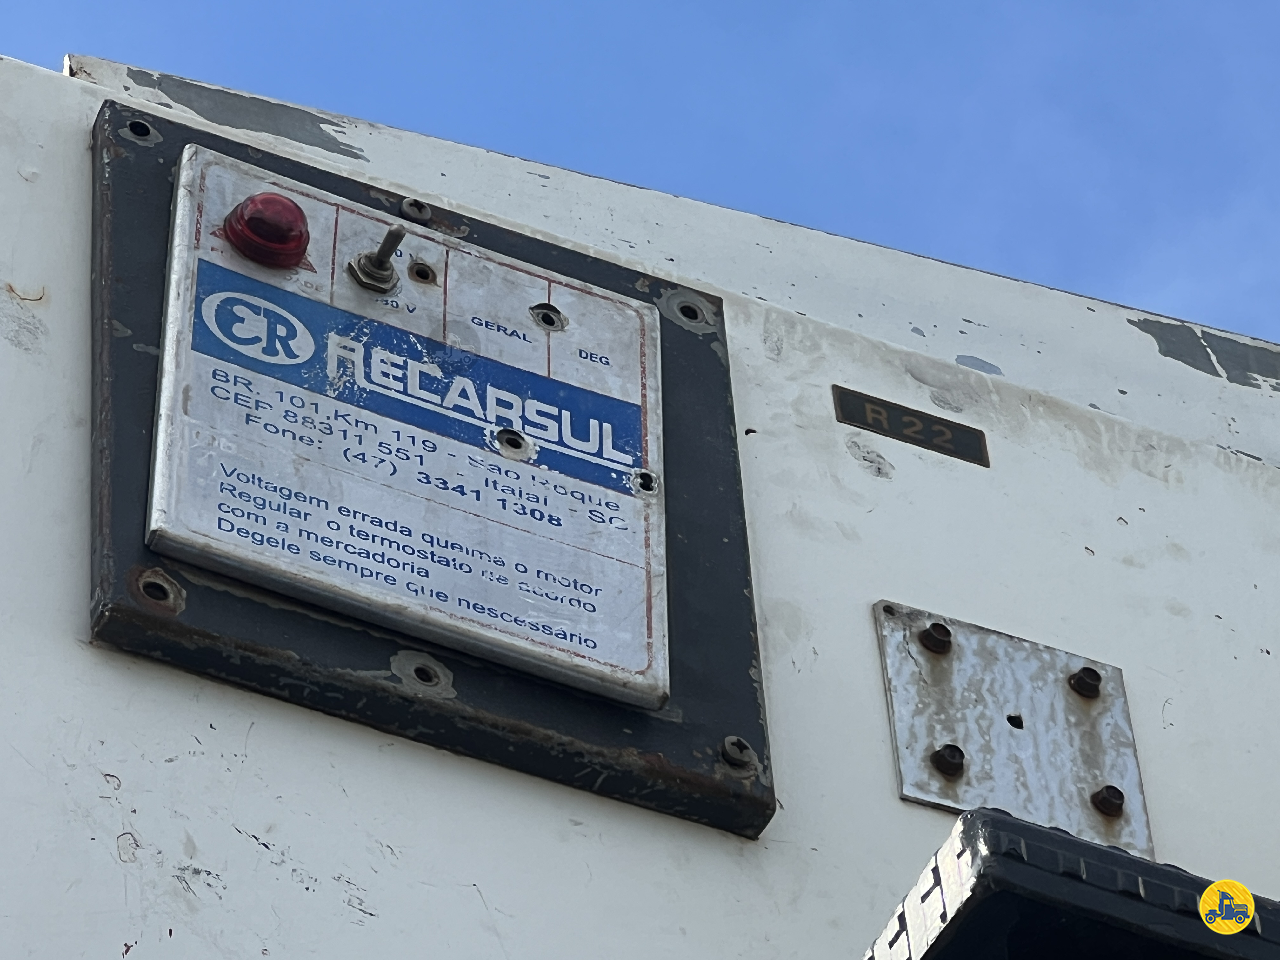 GERAL
DEG
ER RECARSUL
BR. 101 Km 119 - São Roque
CEP 88311 551 - Itajaí - SC
Fone: (47) 3341 1308
Voltagem errada queima o motor
Regular o termostato de acordo
com a mercadoria
Degele sempre que nescessário
R 22